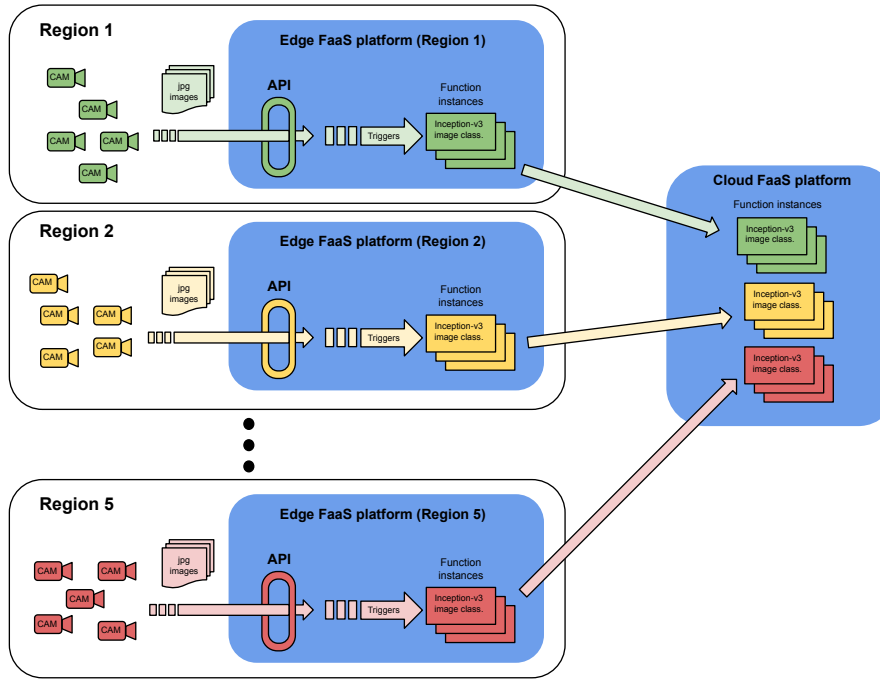 Region 1
Edge FaaS platform (Region 1)
CAM
CAM
CAM
CAM
CAM
jpg
images
API
Triggers
Function
instances
Inception-v3
image class.
Region 2
Edge FaaS platform (Region 2)
CAM
CAM
CAM
CAM
CAM
jpg
images
API
Triggers
Function
instances
Inception-v3
image class.
Region 5
Edge FaaS platform (Region 5)
CAM
CAM
CAM
CAM
CAM
jpg
images
API
Triggers
Function
instances
Inception-v3
image class.
Cloud FaaS platform
Function instances
Inception-v3
image class.
Inception-v3
image class.
Inception-v3
image class.